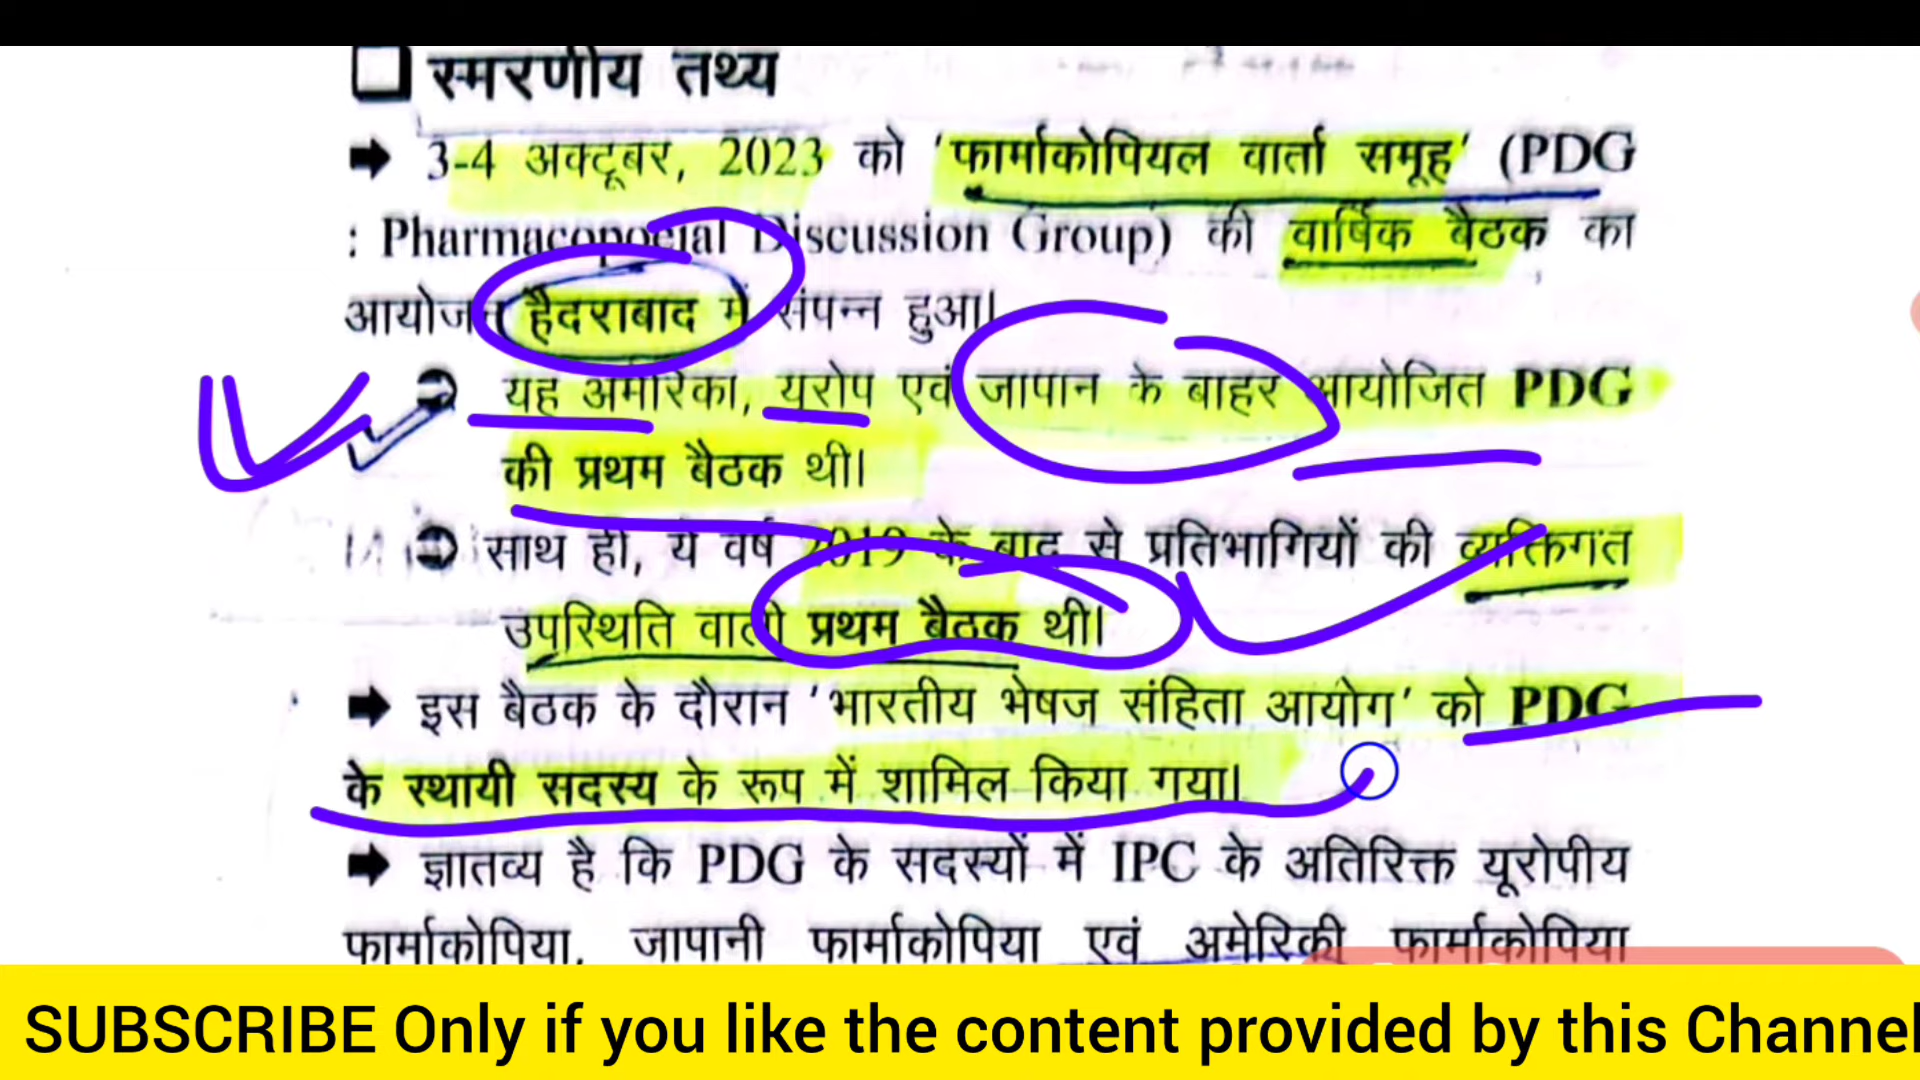 स्मरणीय तथ्य
➡ 3-4 अक्टूबर, 2023 को 'फार्माकोपियल वार्ता समूह' (PDG
: Pharmacopoeial Discussion Group) की वार्षिक बैठक का
आयोजन हैदराबाद में संपन्न हुआ।
यह अमेरिका, यूरोप एवं जापान के बाहर आयोजित PDG
की प्रथम बैठक थी।
साथ ही, ये वर्ष 2019 के बाद से प्रतिभागियों की व्यक्तिगत
उपस्थिति वाली प्रथम बैठक थी।
➡ इस बैठक के दौरान 'भारतीय भेषज संहिता आयोग' को PDG
के स्थायी सदस्य के रूप में शामिल किया गया।
➡ ज्ञातव्य है कि PDG के सदस्यों में IPC के अतिरिक्त यूरोपीय
फार्माकोपिया, जापानी फार्माकोपिया एवं अमेरिकी फार्माकोपिया
SUBSCRIBE Only if you like the content provided by this Channel